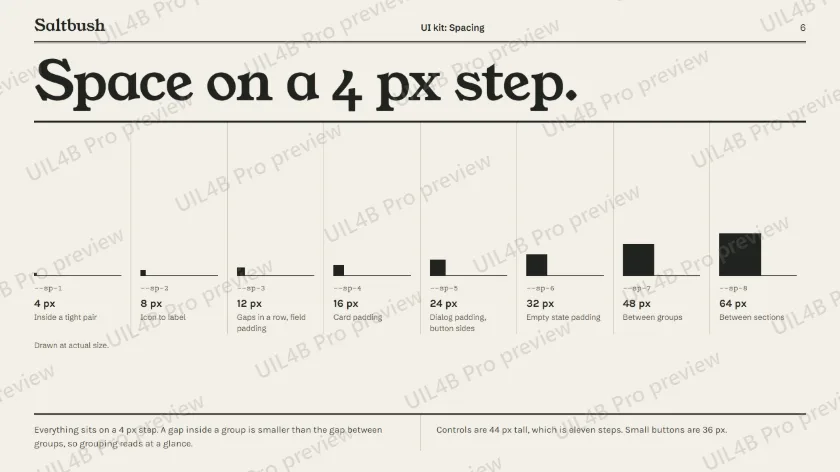 Saltbush
UI kit: Spacing
6
Space on a 4 px step.
--sp-1
4 px
Inside a tight pair
--sp-2
8 px
Icon to label
--sp-3
12 px
Gaps in a row, field
padding
--sp-4
16 px
Card padding
--sp-5
24 px
Dialog padding,
button sides
--sp-6
32 px
Empty state padding
--sp-7
48 px
Between groups
--sp-8
64 px
Between sections
Drawn at actual size.
Everything sits on a 4 px step. A gap inside a group is smaller than the gap between
groups, so grouping reads at a glance.
Controls are 44 px tall, which is eleven steps. Small buttons are 36 px.
UIL4B Pro preview